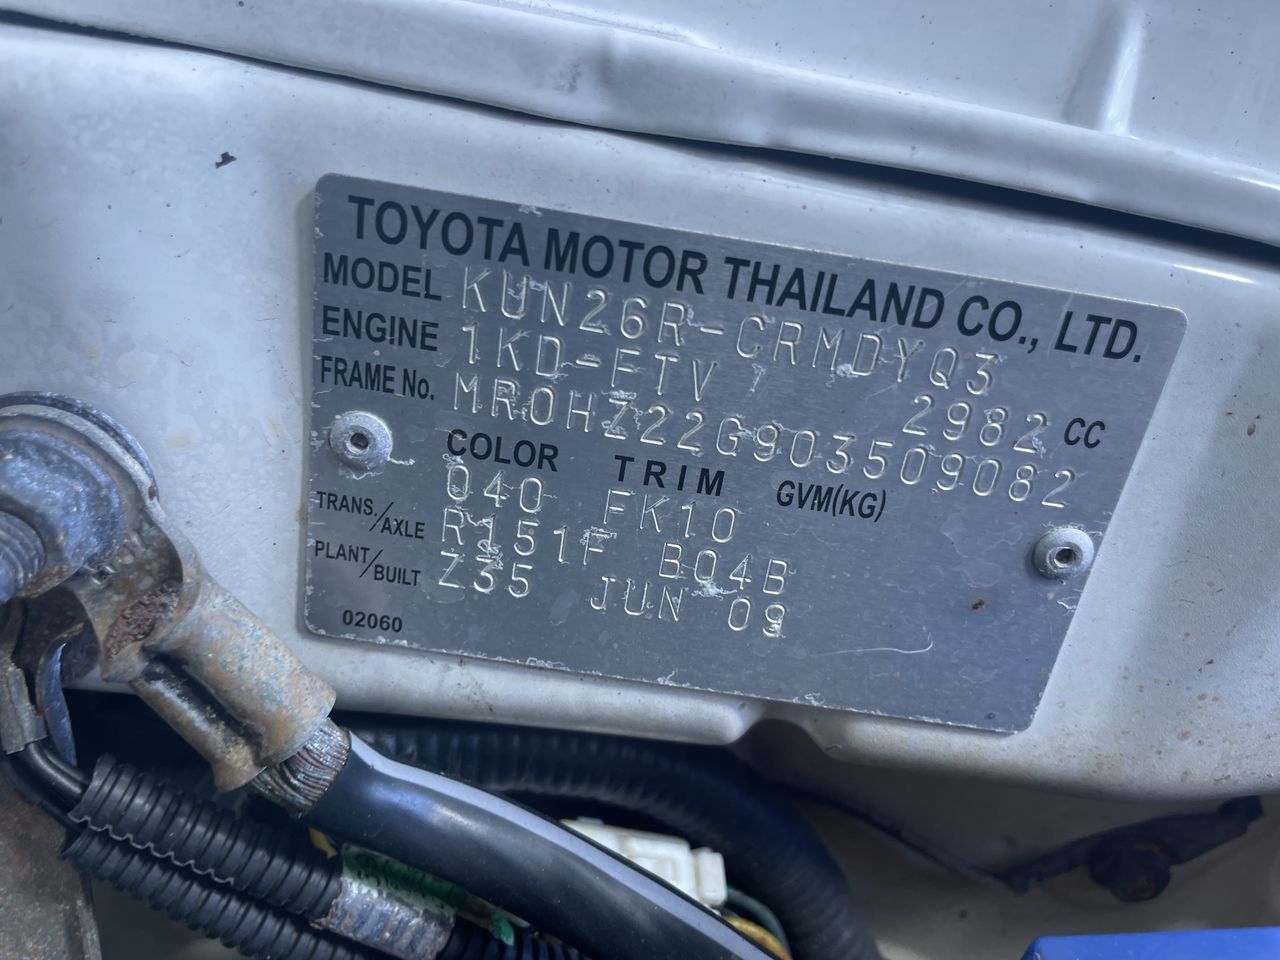 TOYOTA MOTOR THAILAND CO., LTD.
MODEL KUN26R-CRMDYQ3
ENGINE 1KD-FTV 2982 CC
FRAME No. MR0HZ22G903509082
COLOR TRIM GVM(KG)
040 FK10
TRANS./AXLE R151F B04B
PLANT/BUILT Z35 JUN 09
02060